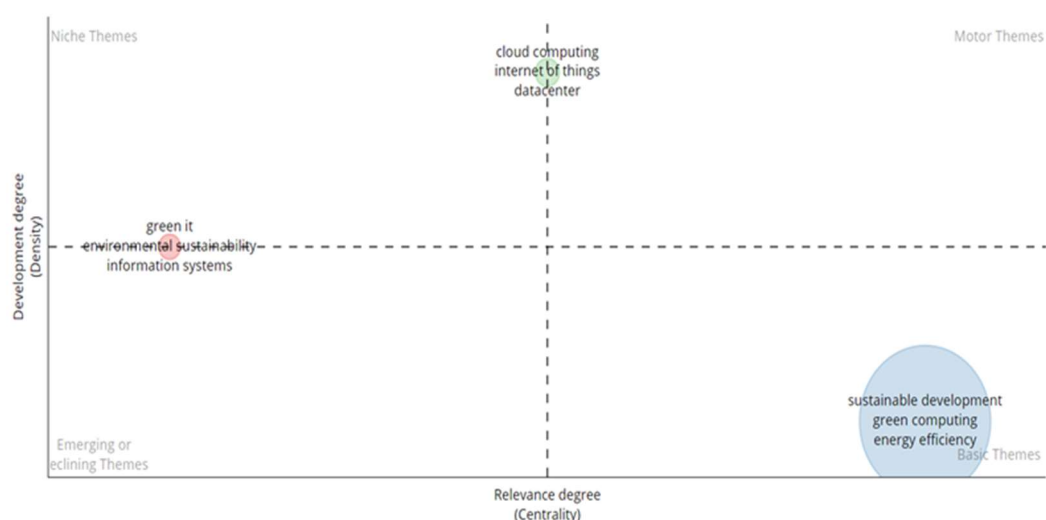 Niche Themes
Motor Themes
cloud computing
internet of things
datacenter
Development degree
(Density)
green it
environmental sustainability
information systems
sustainable development
green computing
energy efficiency
Emerging or
eclining Themes
Basic Themes
Relevance degree
(Centrality)